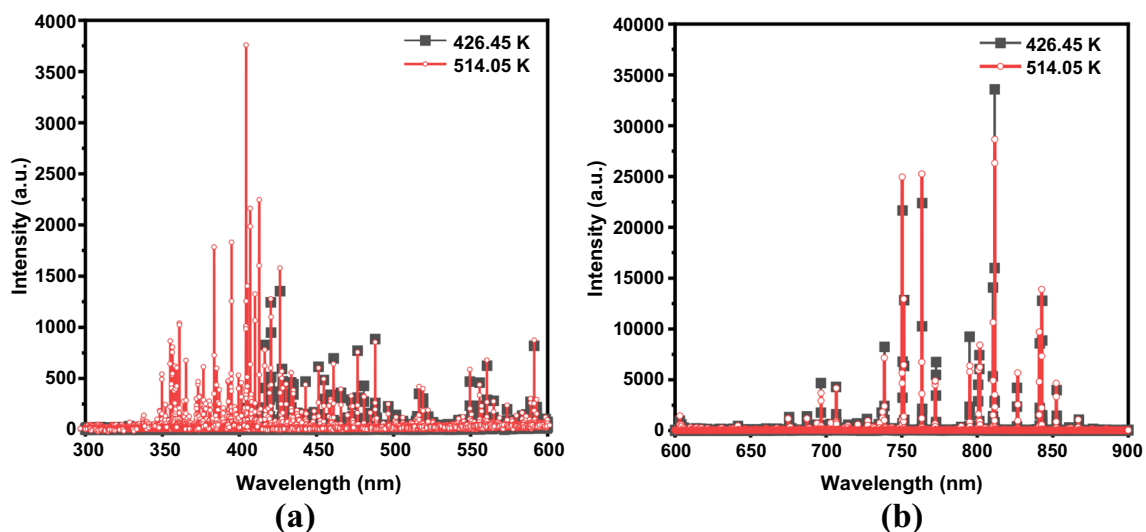 4000
3500
3000
2500
2000
1500
1000
500
0
Intensity (a.u.)
300 350 400 450 500 550 600
Wavelength (nm)
426.45 K
514.05 K
(a)
40000
35000
30000
25000
20000
15000
10000
5000
0
Intensity (a.u.)
600 650 700 750 800 850 900
Wavelength (nm)
426.45 K
514.05 K
(b)